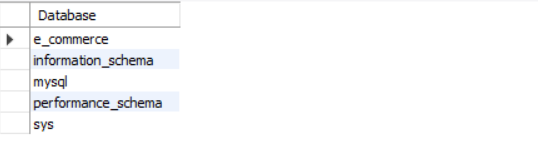 Database
e_commerce
information_schema
mysql
performance_schema
sys